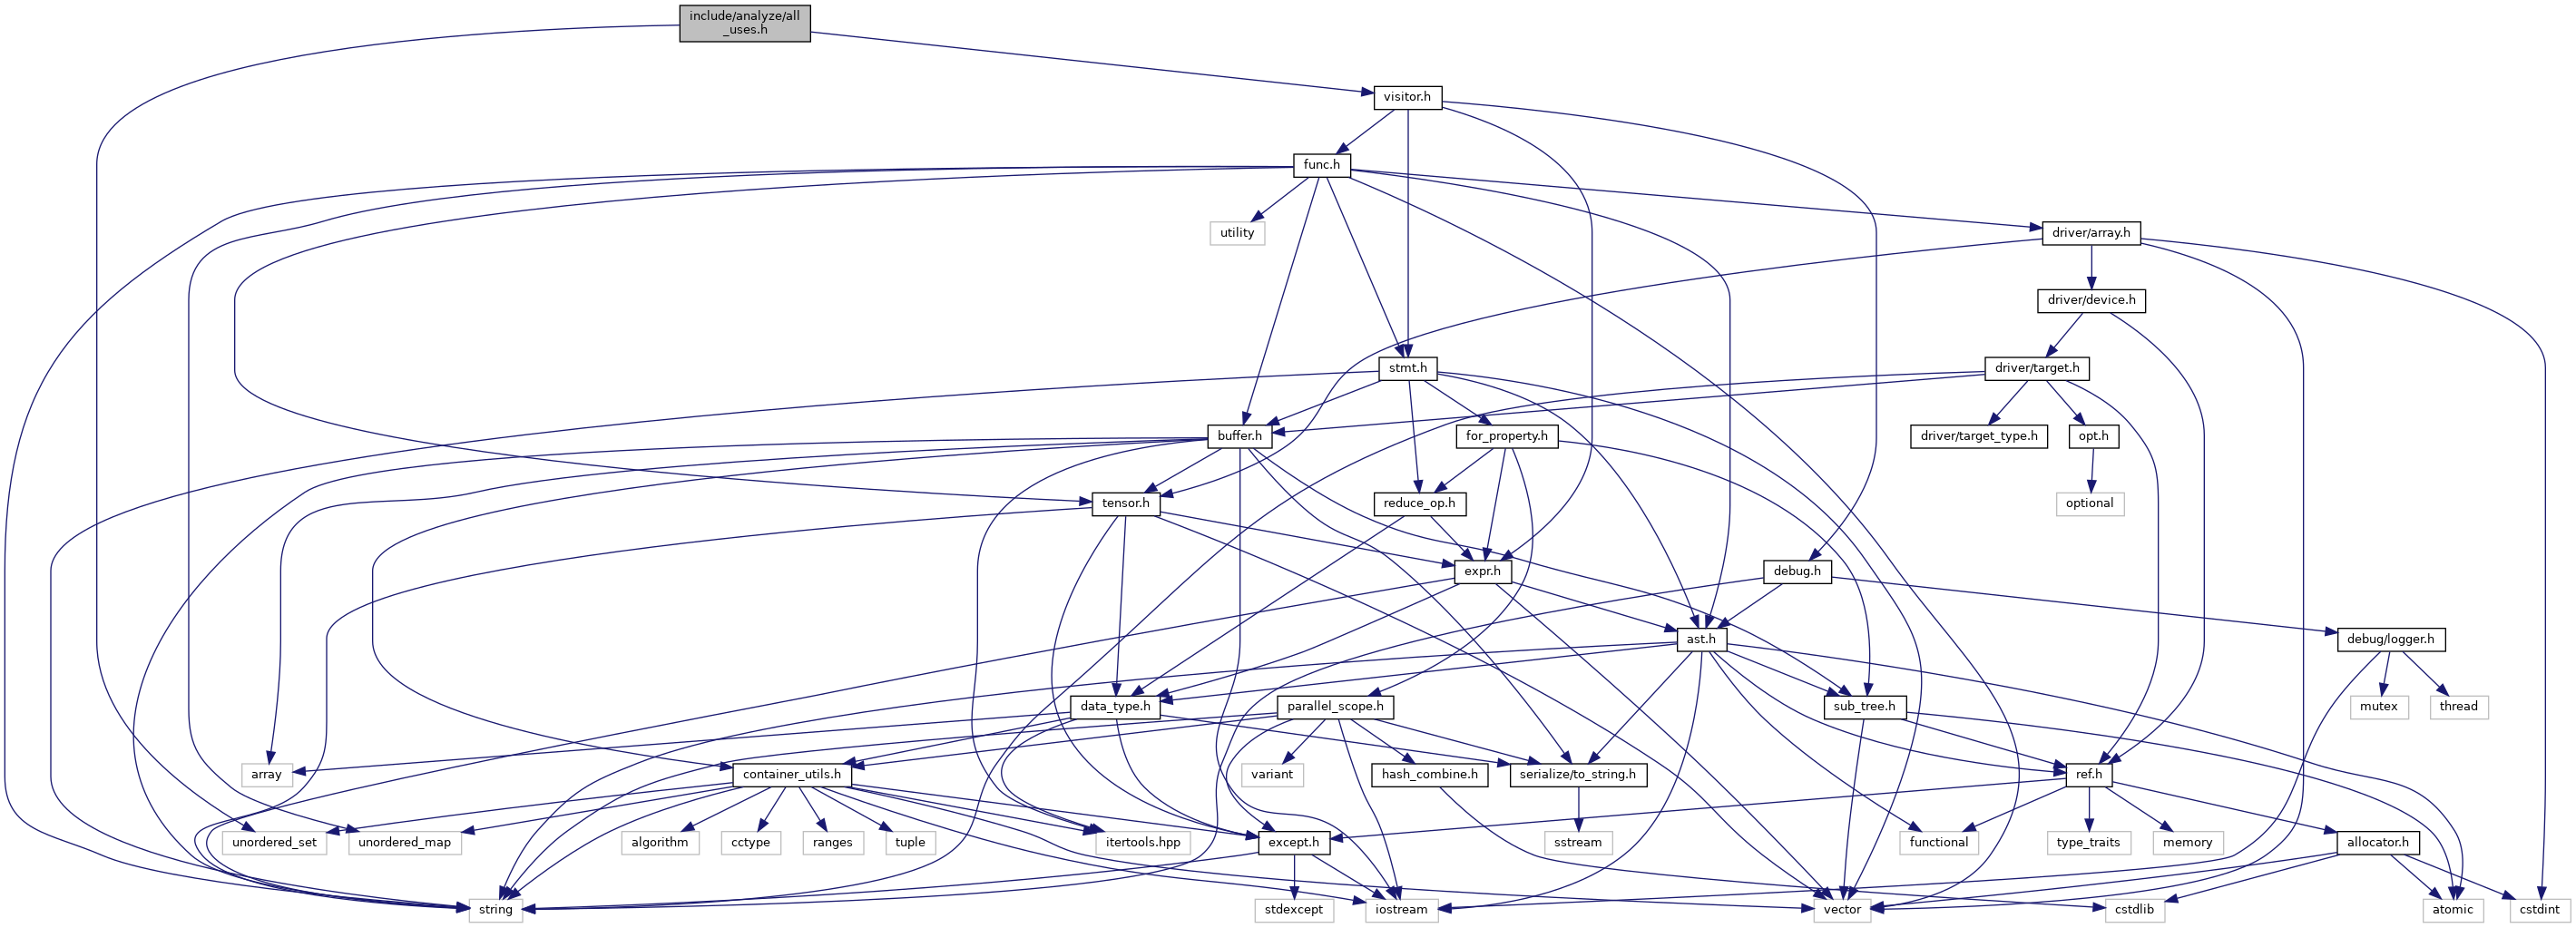 include/analyze/all
_uses.h
visitor.h
func.h
utility
driver/array.h
driver/device.h
stmt.h
driver/target.h
buffer.h
for_property.h
driver/target_type.h
opt.h
tensor.h
reduce_op.h
optional
expr.h
debug.h
ast.h
debug/logger.h
data_type.h
parallel_scope.h
sub_tree.h
mutex
thread
array
container_utils.h
variant
hash_combine.h
serialize/to_string.h
ref.h
unordered_set
unordered_map
algorithm
cctype
ranges
tuple
itertools.hpp
except.h
sstream
functional
type_traits
memory
allocator.h
string
stdexcept
iostream
vector
cstdlib
atomic
cstdint